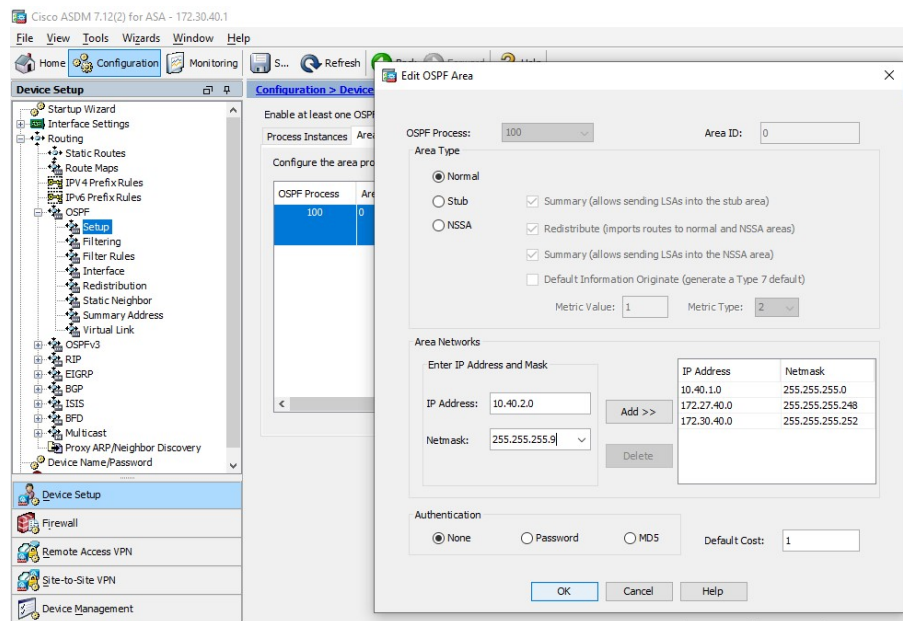 Cisco ASDM 7.12(2) for ASA - 172.30.40.1
File View Tools Wizards Window Help
Home Configuration Monitoring S... Refresh
Device Setup
Startup Wizard
Interface Settings
Routing
Static Routes
Route Maps
IPV4 Prefix Rules
IPv6 Prefix Rules
OSPF
Setup
Filtering
Filter Rules
Interface
Redistribution
Static Neighbor
Summary Address
Virtual Link
OSPFv3
RIP
EIGRP
BGP
ISIS
BFD
Multicast
Proxy ARP/Neighbor Discovery
Device Name/Password
Device Setup
Firewall
Remote Access VPN
Site-to-Site VPN
Device Management
Configuration > Device
Enable at least one OSP
Process Instances Area
Configure the area pro
OSPF Process Are
100 0
Edit OSPF Area
OSPF Process: 100 Area ID: 0
Area Type
Normal
Stub Summary (allows sending LSAs into the stub area)
NSSA Redistribute (imports routes to normal and NSSA areas)
Summary (allows sending LSAs into the NSSA area)
Default Information Originate (generate a Type 7 default)
Metric Value: 1 Metric Type: 2
Area Networks
Enter IP Address and Mask
IP Address: 10.40.2.0
Netmask: 255.255.255.9
Add >>
Delete
IP Address Netmask
10.40.1.0 255.255.255.0
172.27.40.0 255.255.255.248
172.30.40.0 255.255.255.252
Authentication
None Password MD5 Default Cost: 1
OK Cancel Help